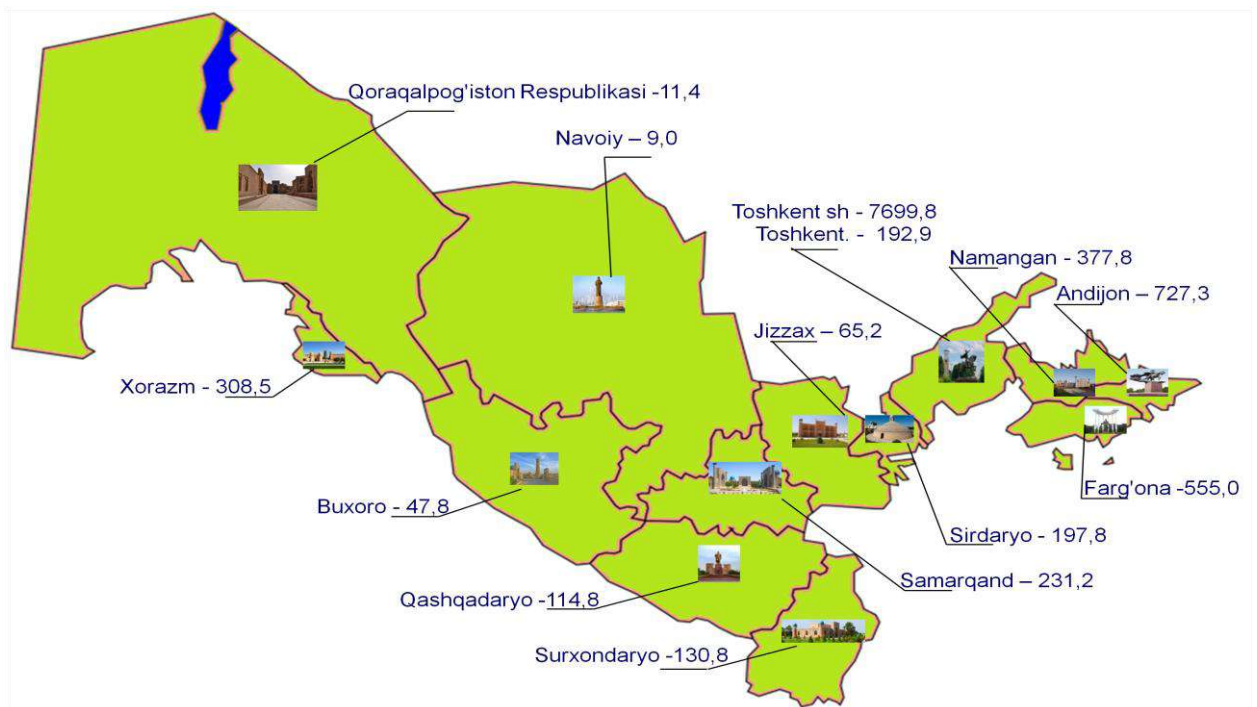 Qoraqalpog'iston Respublikasi -11,4
Navoiy – 9,0
Toshkent sh - 7699,8
Toshkent. - 192,9
Namangan - 377,8
Andijon – 727,3
Jizzax – 65,2
Xorazm - 308,5
Buxoro - 47,8
Farg'ona -555,0
Sirdaryo - 197,8
Samarqand – 231,2
Qashqadaryo -114,8
Surxondaryo -130,8